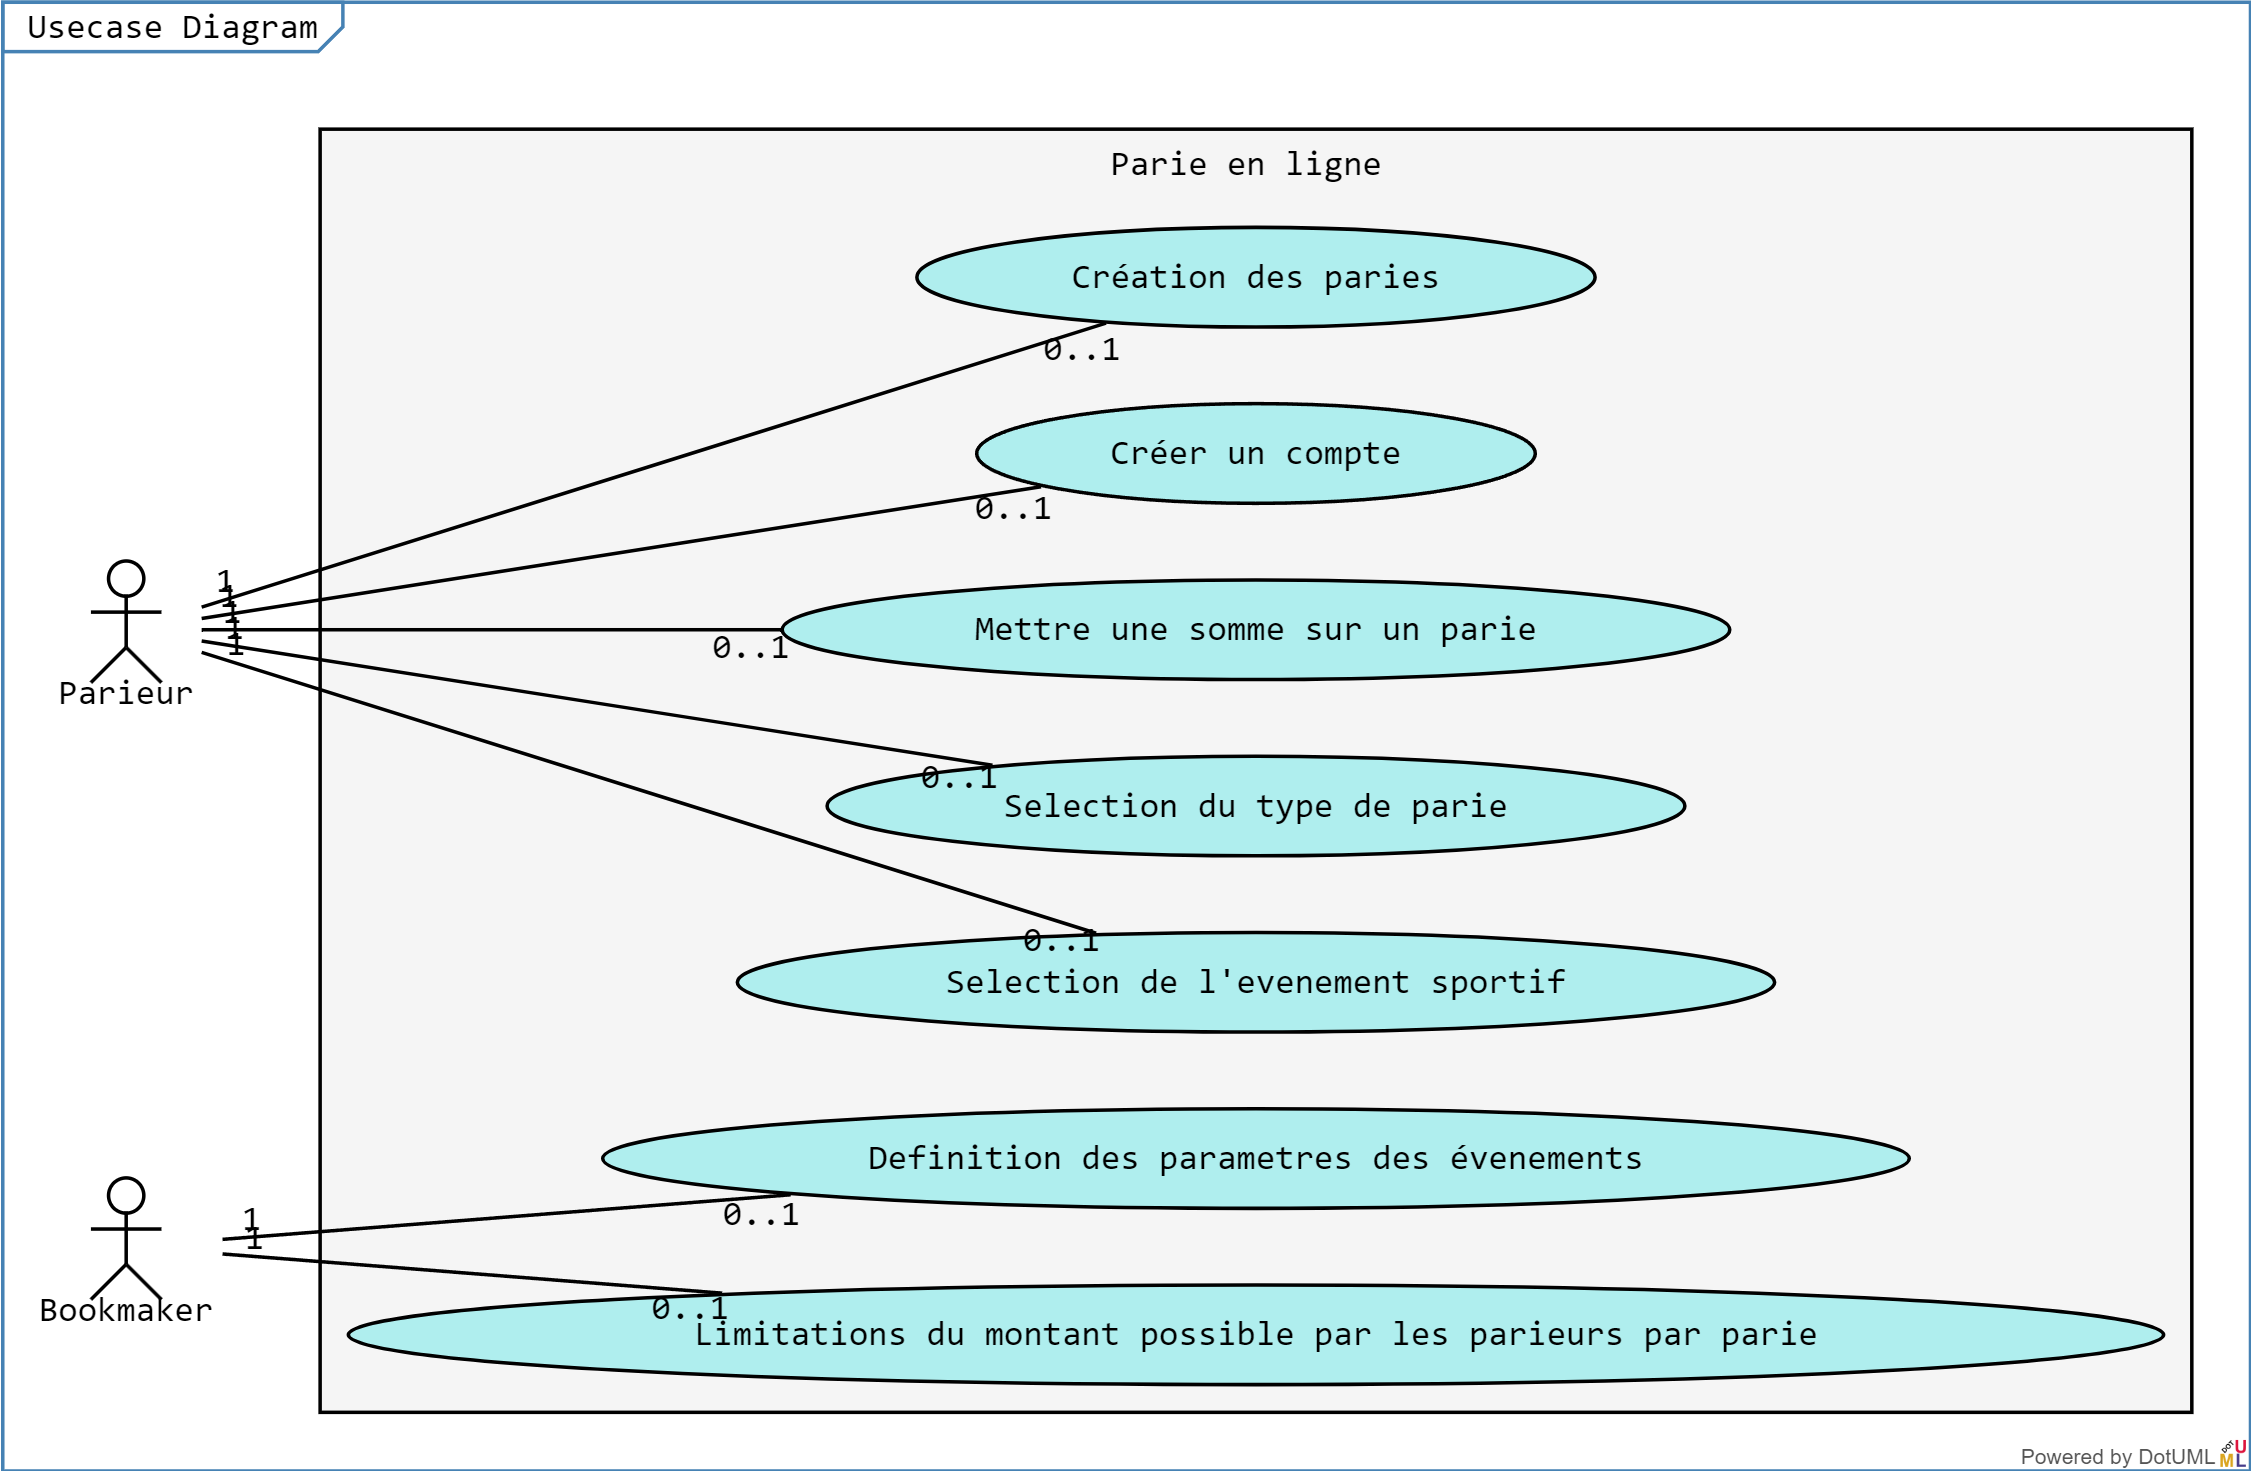 Usecase Diagram
Parie en ligne
Création des paries
0..1
Créer un compte
0..1
1
1
1
1
1
Mettre une somme sur un parie
0..1
Parieur
0..1
Selection du type de parie
0..1
Selection de l'evenement sportif
Definition des parametres des évenements
0..1
1
1
Bookmaker
0..1
Limitations du montant possible par les parieurs par parie
Powered by DotUML
DOT
U
M L